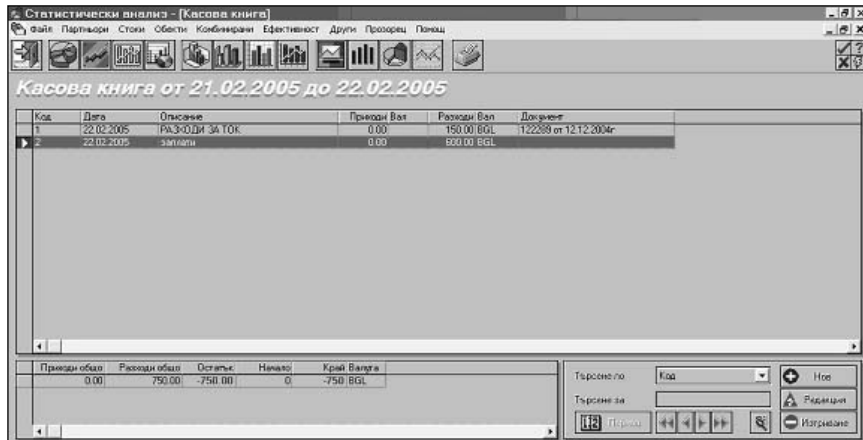 Статистически анализ - [Касова книга]
Файл Партньори Стоки Обекти Комбинирани Ефективност Други Прозорец Помощ
Касова книга от 21.02.2005 до 22.02.2005
Код Дата Описание Приходи Вал Разходи Вал Документ
1 22.02.2005 РАЗХОДИ ЗА ТОК 0.00 150.00 BGL 122289 от 12.12.2004г
2 22.02.2005 заплати 0.00 600.00 BGL
Приходи общо Разходи общо Остатък Начало Край Валута
0.00 750.00 -750.00 0 -750 BGL
Търсене по Код
Нов
Търсене за
Редакция
Период
Изтриване